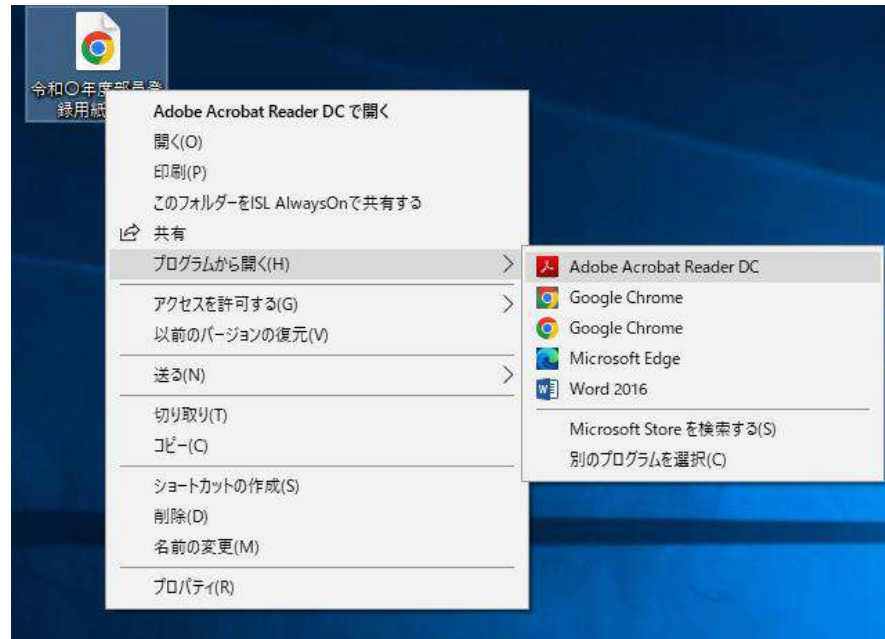 令和〇年度部員登
録用紙
Adobe Acrobat Reader DC で開く
開く(O)
印刷(P)
このフォルダーをISL AlwaysOnで共有する
共有
プログラムから開く(H)
Adobe Acrobat Reader DC
Google Chrome
Google Chrome
Microsoft Edge
Word 2016
Microsoft Store を検索する(S)
別のプログラムを選択(C)
アクセスを許可する(G)
以前のバージョンの復元(V)
送る(N)
切り取り(T)
コピー(C)
ショートカットの作成(S)
削除(D)
名前の変更(M)
プロパティ(R)